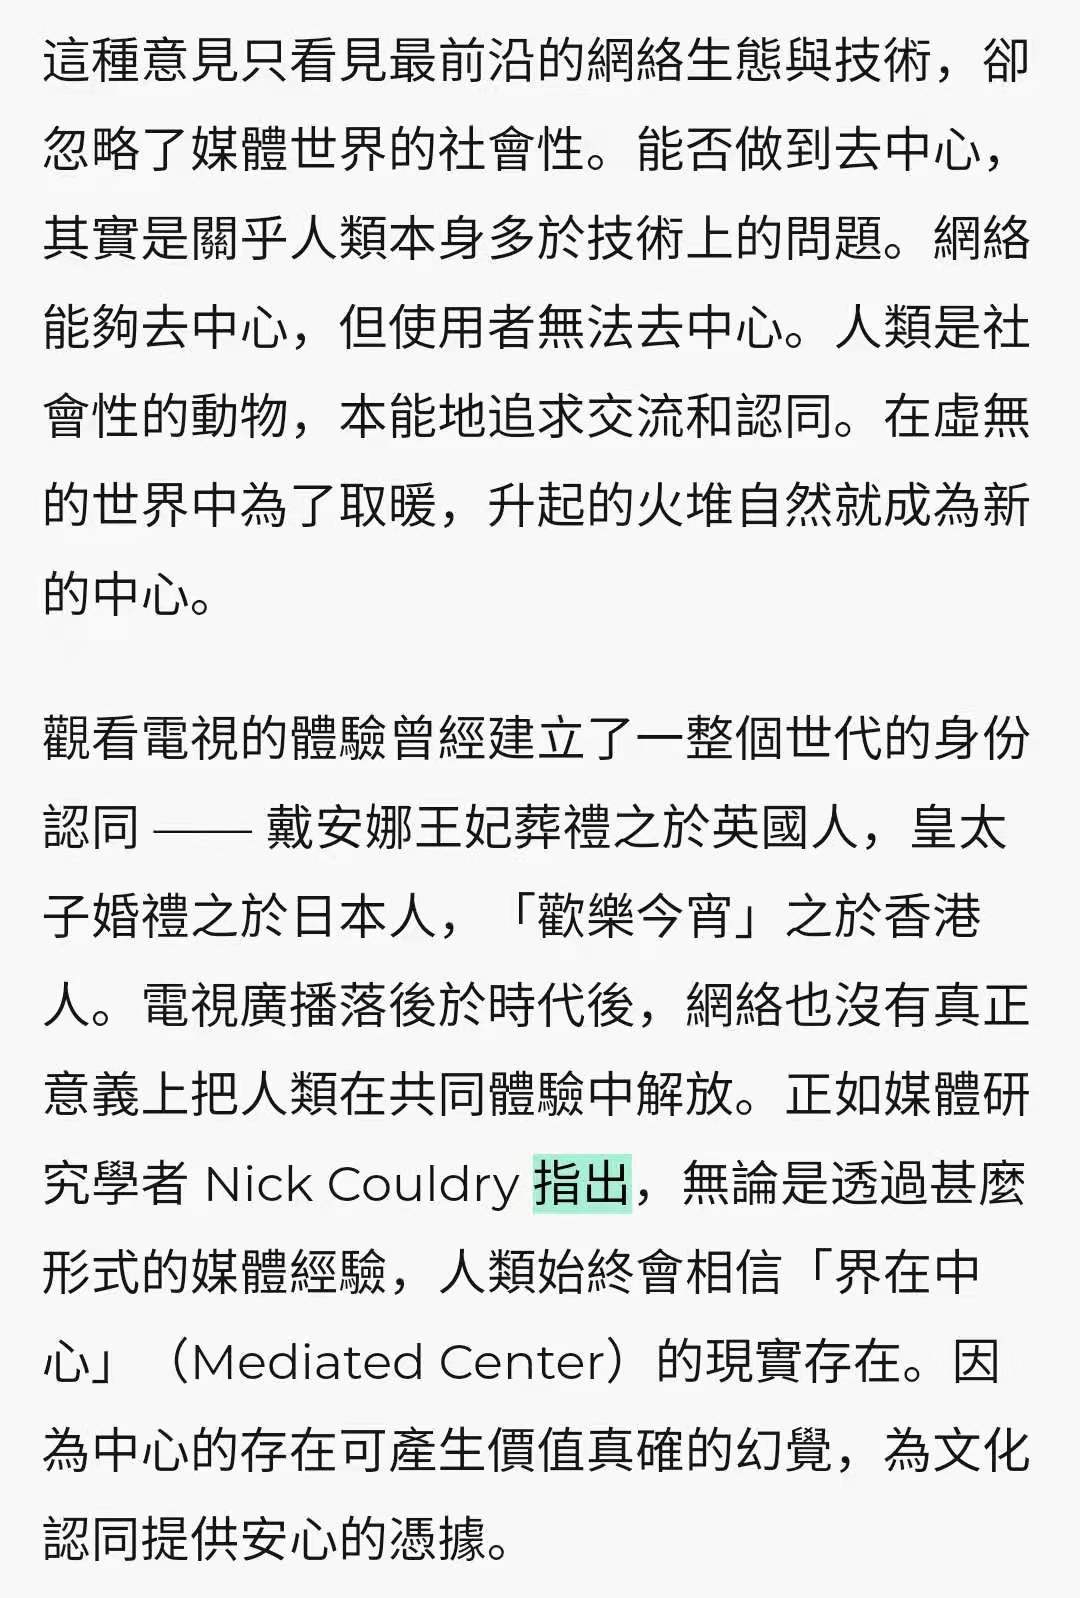 這種意見只看見最前沿的網絡生態與技術，卻
忽略了媒體世界的社會性。能否做到去中心，
其實是關乎人類本身多於技術上的問題。網絡
能夠去中心，但使用者無法去中心。人類是社
會性的動物，本能地追求交流和認同。在虛無
的世界中為了取暖，升起的火堆自然就成為新
的中心。
觀看電視的體驗曾經建立了一整個世代的身份
認同 —— 戴安娜王妃葬禮之於英國人，皇太
子婚禮之於日本人，「歡樂今宵」之於香港
人。電視廣播落後於時代後，網絡也沒有真正
意義上把人類在共同體驗中解放。正如媒體研
究學者 Nick Couldry 指出，無論是透過甚麼
形式的媒體經驗，人類始終會相信「界在中
心」（Mediated Center）的現實存在。因
為中心的存在可產生價值真確的幻覺，為文化
認同提供安心的憑據。